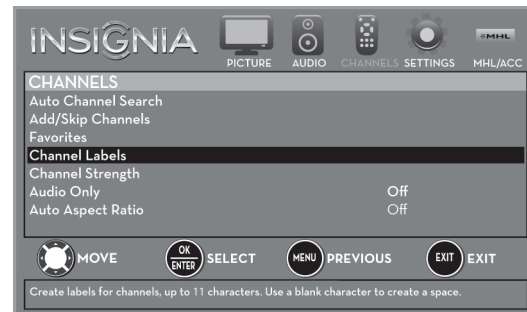 INSIGNIA
PICTURE AUDIO CHANNELS SETTINGS MHL MHL/ACC
CHANNELS
Auto Channel Search
Add/Skip Channels
Favorites
Channel Labels
Channel Strength
Audio Only Off
Auto Aspect Ratio Off
MOVE OK ENTER SELECT MENU PREVIOUS EXIT EXIT
Create labels for channels, up to 11 characters. Use a blank character to create a space.